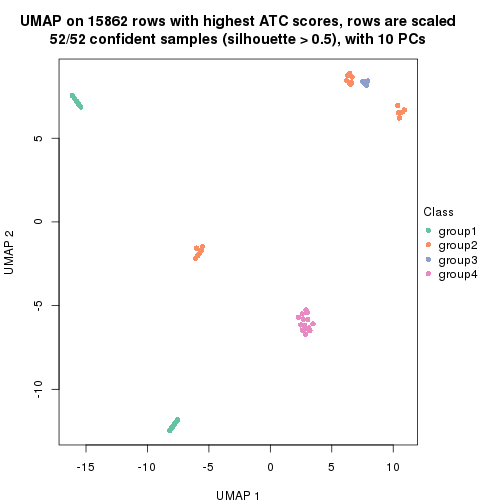 UMAP on 15862 rows with highest ATC scores, rows are scaled
52/52 confident samples (silhouette > 0.5), with 10 PCs
5
0
-5
-10
UMAP 2
-15
-10
-5
0
5
10
UMAP 1
Class
group1
group2
group3
group4